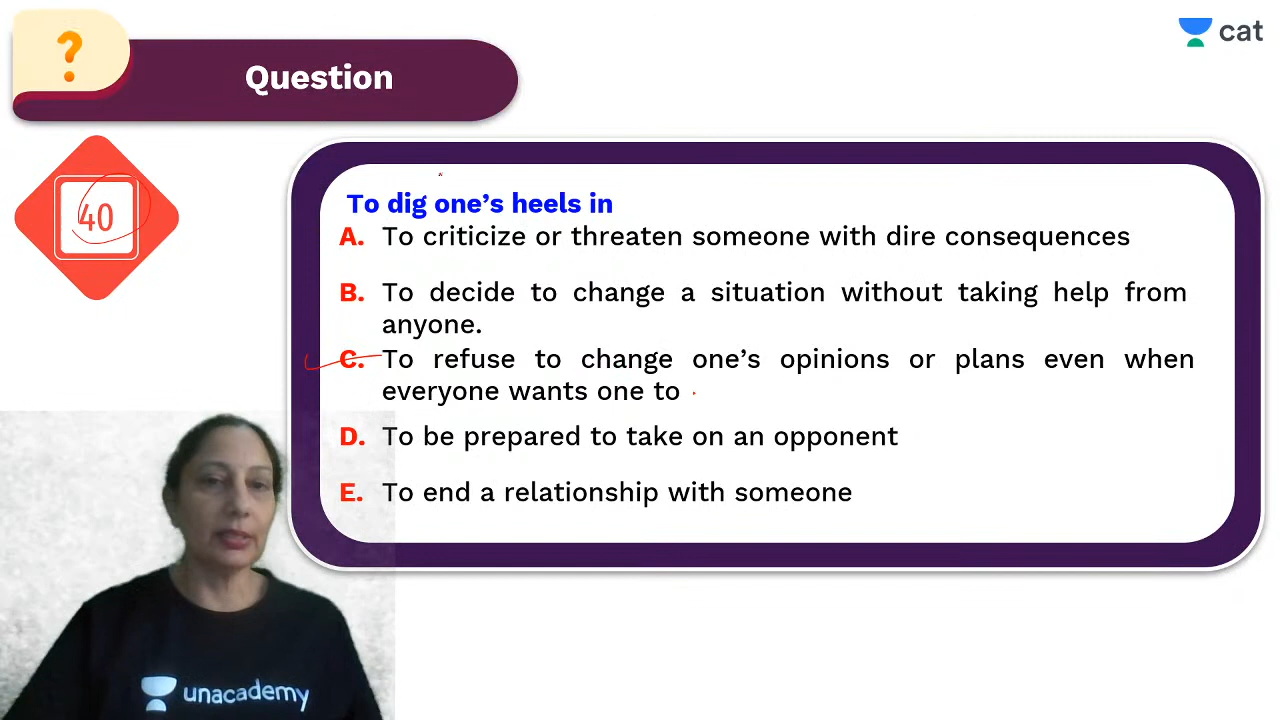 ?
Question
cat
40
To dig one’s heels in
A. To criticize or threaten someone with dire consequences
B. To decide to change a situation without taking help from
anyone.
C. To refuse to change one’s opinions or plans even when
everyone wants one to
D. To be prepared to take on an opponent
E. To end a relationship with someone
unacademy